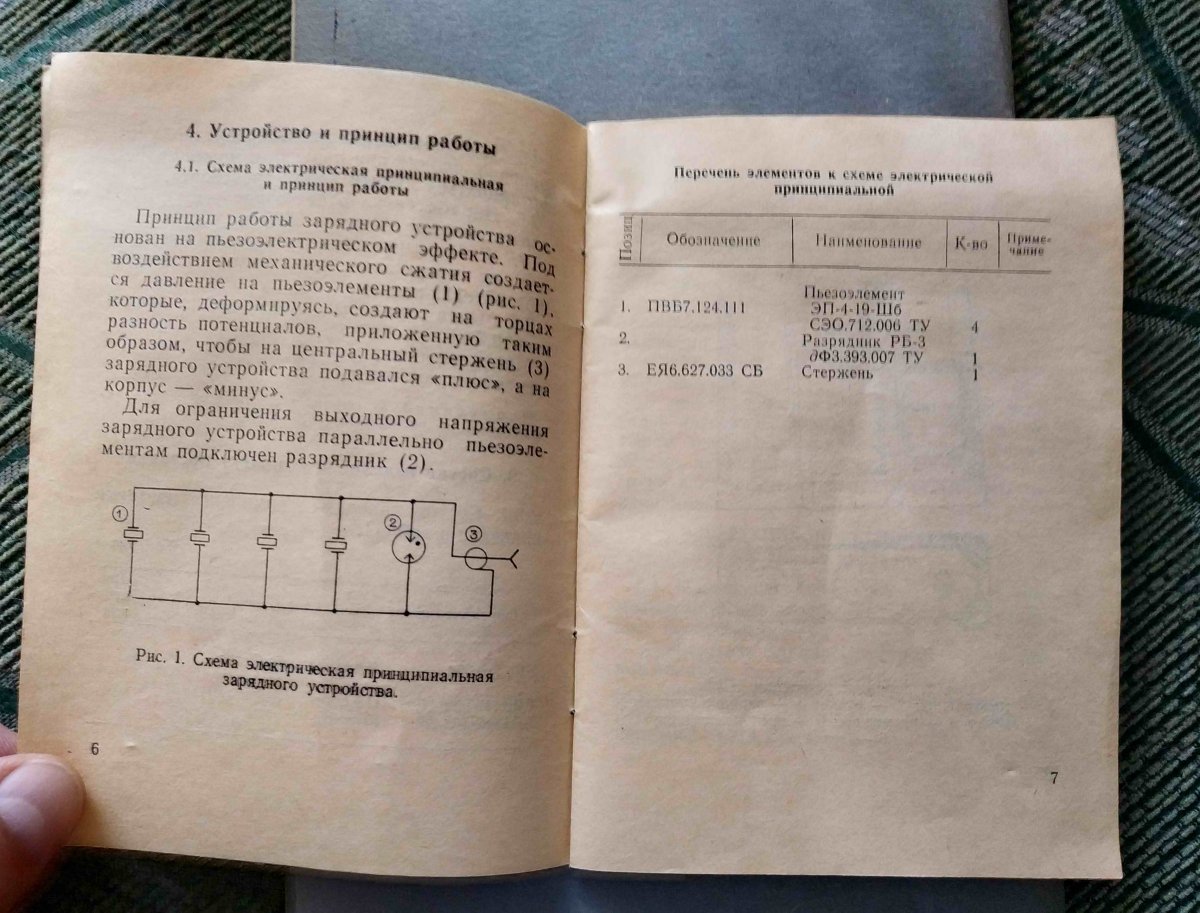 4. Устройство и принцип работы
4.1. Схема электрическая принципиальная
и принцип работы
Принцип работы зарядного устройства ос-
нован на пьезоэлектрическом эффекте. Под
воздействием механического сжатия создает-
ся давление на пьезоэлементы (1) (рис. 1),
которые, деформируясь, создают на торцах
разность потенциалов, приложенную таким
образом, чтобы на центральный стержень (3)
зарядного устройства подавался «плюс», а на
корпус — «минус».
Для ограничения выходного напряжения
зарядного устройства параллельно пьезоэле-
ментам подключен разрядник (2).
1
2
3
Рис. 1. Схема электрическая принципиальная
зарядного устройства.
6
Перечень элементов к схеме электрической
принципиальной
Позиц Обозначение Наименование К-во Приме-
чание
Пьезоэлемент
1. ПВБ7.124.111 ЭП-4-19-Шб
СЭО.712.006 ТУ 4
2. Разрядник РБ-3
∂Ф3.393.007 ТУ 1
3. ЕЯ6.627.033 СБ Стержень 1
7